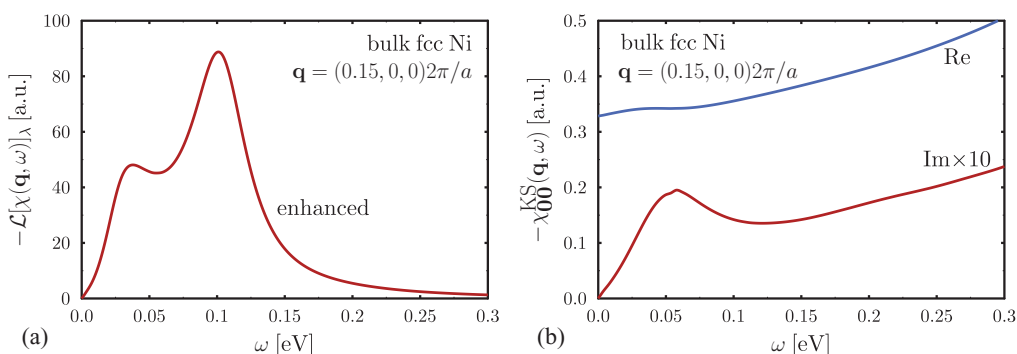 100
80
60
40
20
0
−𝓛[χ(q, ω)]λ [a.u.]
bulk fcc Ni
q = (0.15, 0, 0)2π/a
enhanced
0.0 0.05 0.1 0.15 0.2 0.25 0.3
(a)
ω [eV]
0.5
0.4
0.3
0.2
0.1
0.0
−χ₀₀ᴷˢ(q, ω) [a.u.]
bulk fcc Ni
q = (0.15, 0, 0)2π/a
Re
Im×10
0.0 0.05 0.1 0.15 0.2 0.25 0.3
(b)
ω [eV]